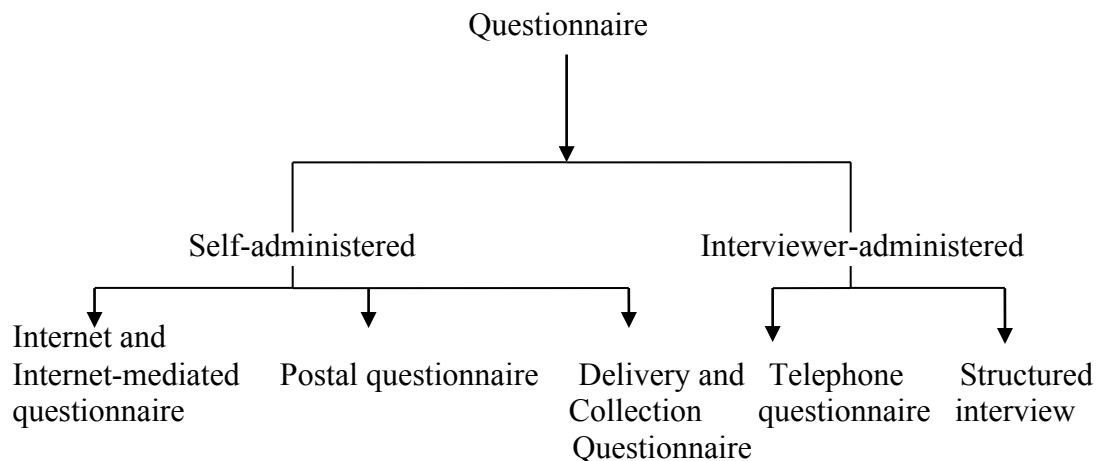 Questionnaire
Self-administered
Interviewer-administered
Internet and
Internet-mediated
questionnaire
Postal questionnaire
Delivery and
Collection
Questionnaire
Telephone
questionnaire
Structured
interview